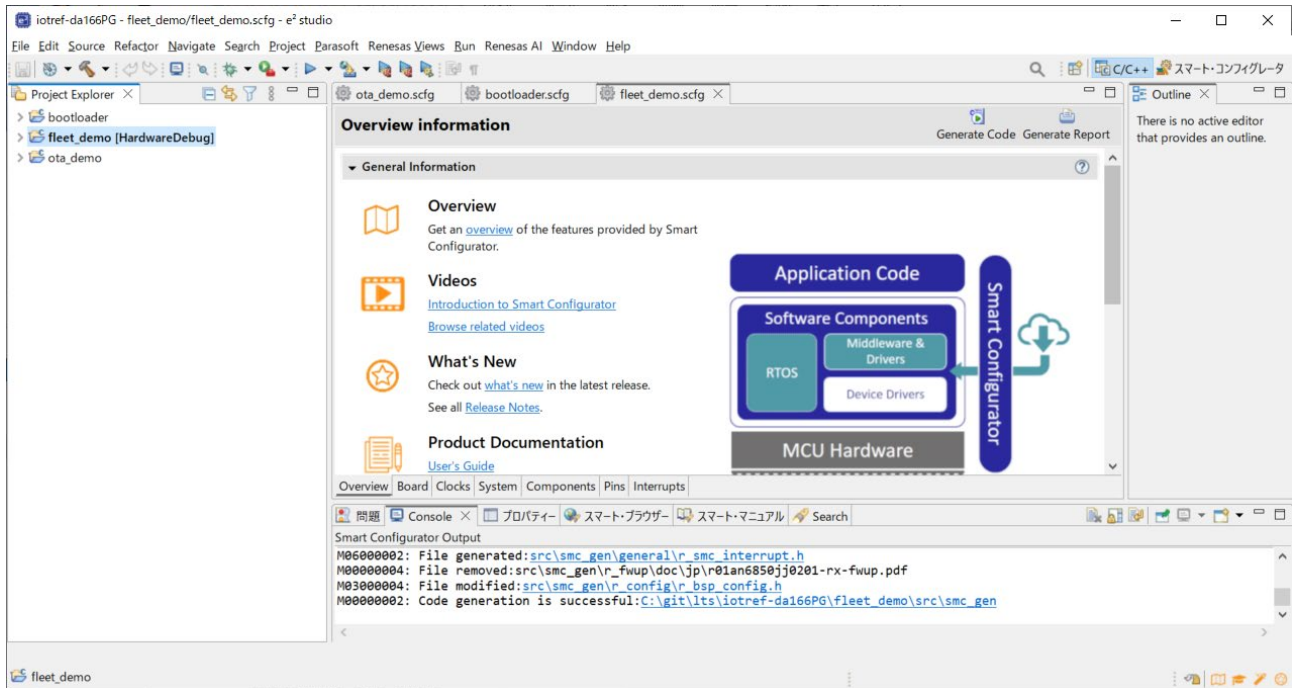 iotref-da166PG - fleet_demo/fleet_demo.scfg - e² studio
File Edit Source Refactor Navigate Search Project Parasoft Renesas Views Run Renesas AI Window Help
C/C++ スマート・コンフィグレータ
Project Explorer
bootloader
fleet_demo [HardwareDebug]
ota_demo
ota_demo.scfg bootloader.scfg fleet_demo.scfg
Overview information
Generate Code Generate Report
General Information
Overview
Get an overview of the features provided by Smart
Configurator.
Videos
Introduction to Smart Configurator
Browse related videos
What's New
Check out what's new in the latest release.
See all Release Notes.
Product Documentation
User's Guide
Application Code
Software Components
RTOS
Middleware &
Drivers
Device Drivers
MCU Hardware
Smart Configurator
Overview Board Clocks System Components Pins Interrupts
Outline
There is no active editor
that provides an outline.
問題 Console プロパティー スマート・ブラウザー スマート・マニュアル Search
Smart Configurator Output
M06000002: File generated:src\smc_gen\general\r_smc_interrupt.h
M00000004: File removed:src\smc_gen\r_fwup\doc\jp\r01an6850jj0201-rx-fwup.pdf
M03000004: File modified:src\smc_gen\r_config\r_bsp_config.h
M00000002: Code generation is successful:C:\git\lts\iotref-da166PG\fleet_demo\src\smc_gen
fleet_demo